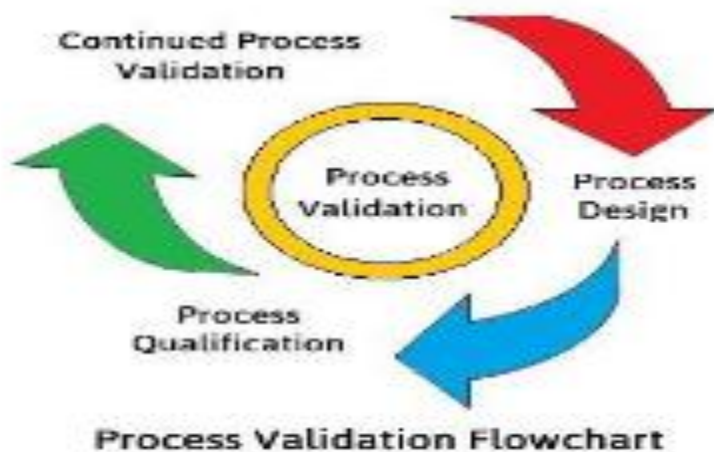 Continued Process
Validation
Process
Validation
Process
Design
Process
Qualification
Process Validation Flowchart